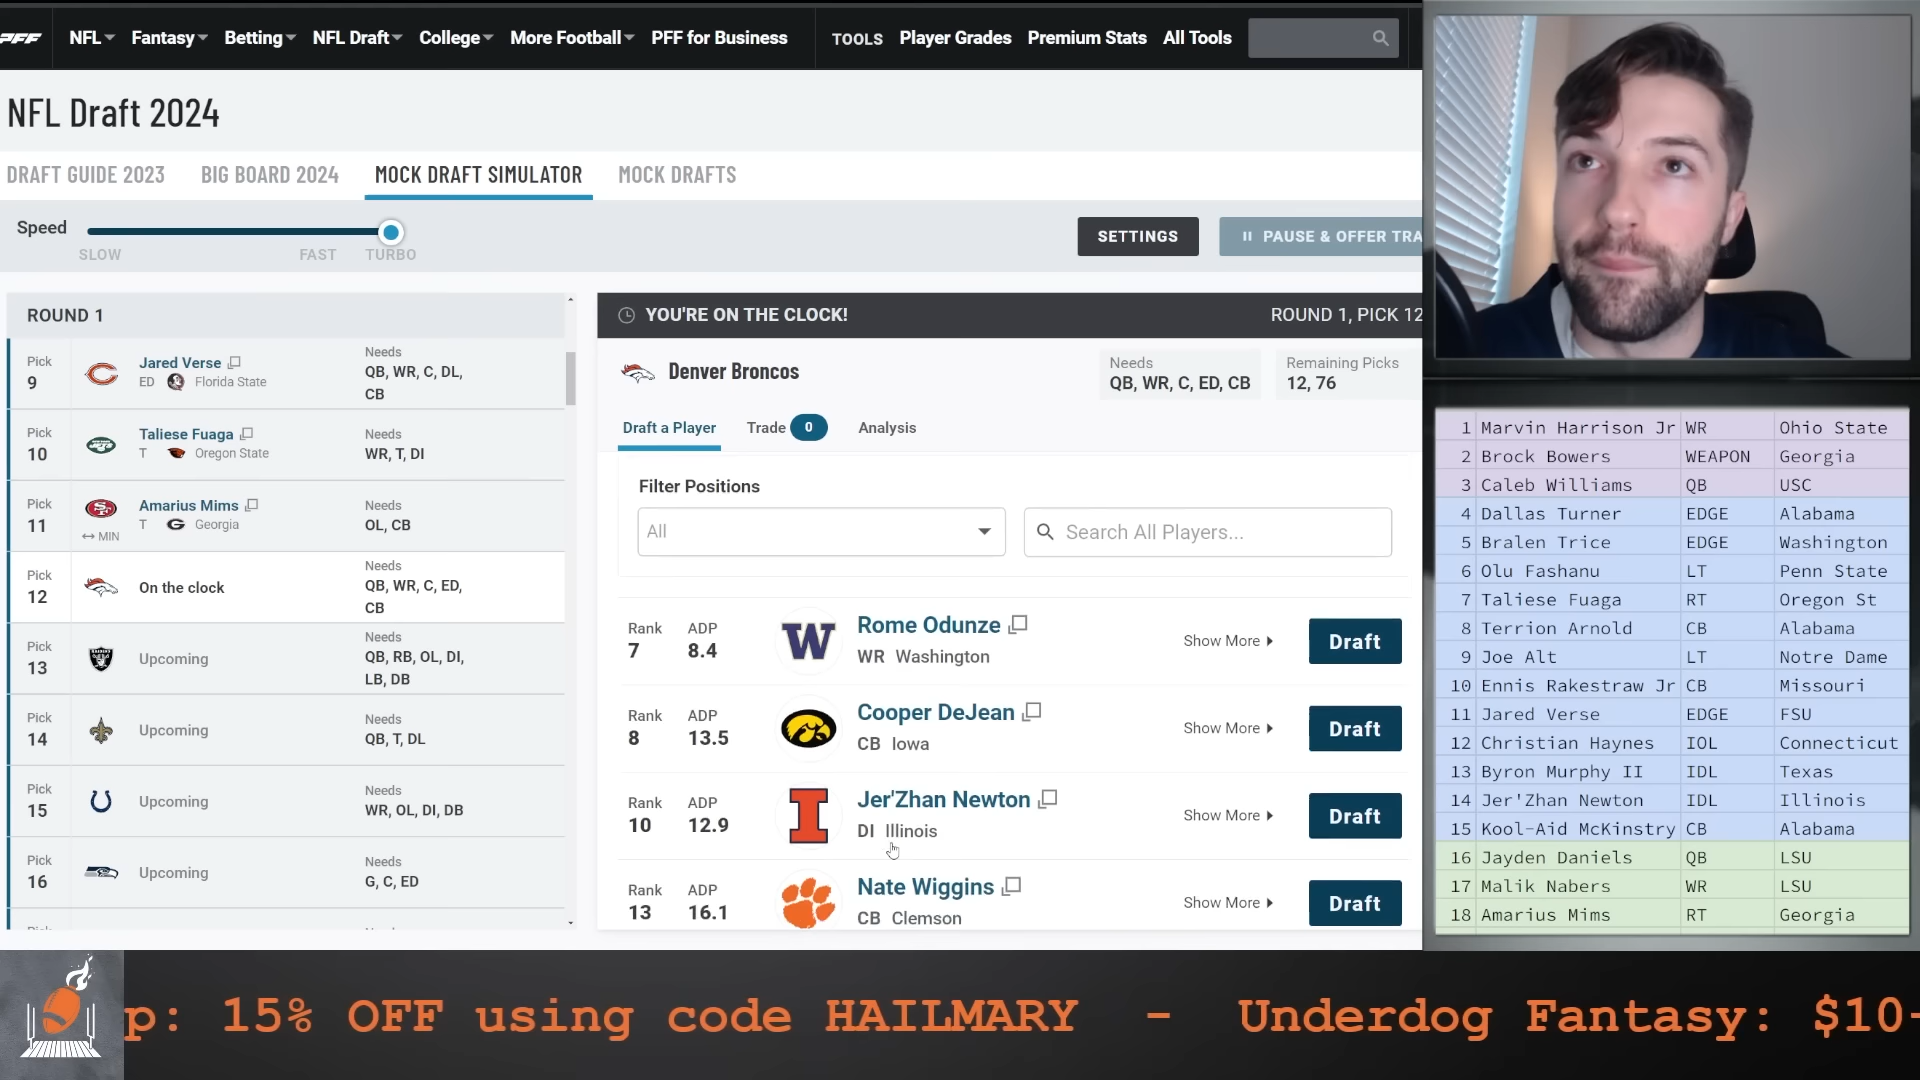 PFF
NFL
Fantasy
Betting
NFL Draft
College
More Football
PFF for Business
TOOLS
Player Grades
Premium Stats
All Tools
NFL Draft 2024
DRAFT GUIDE 2023
BIG BOARD 2024
MOCK DRAFT SIMULATOR
MOCK DRAFTS
Speed
SLOW
FAST
TURBO
SETTINGS
PAUSE & OFFER TRA
ROUND 1
Pick
9
Jared Verse
ED Florida State
Needs
QB, WR, C, DL,
CB
Pick
10
Taliese Fuaga
T Oregon State
Needs
WR, T, DI
Pick
11
MIN
Amarius Mims
T Georgia
Needs
OL, CB
Pick
12
On the clock
Needs
QB, WR, C, ED,
CB
Pick
13
Upcoming
Needs
QB, RB, OL, DI,
LB, DB
Pick
14
Upcoming
Needs
QB, T, DL
Pick
15
Upcoming
Needs
WR, OL, DI, DB
Pick
16
Upcoming
Needs
G, C, ED
YOU'RE ON THE CLOCK!
ROUND 1, PICK 12
Denver Broncos
Needs
QB, WR, C, ED, CB
Remaining Picks
12, 76
Draft a Player
Trade 0
Analysis
Filter Positions
All
Search All Players...
Rank ADP
7 8.4
Rome Odunze
WR Washington
Show More
Draft
Rank ADP
8 13.5
Cooper DeJean
CB Iowa
Show More
Draft
Rank ADP
10 12.9
Jer'Zhan Newton
DI Illinois
Show More
Draft
Rank ADP
13 16.1
Nate Wiggins
CB Clemson
Show More
Draft
1 Marvin Harrison Jr WR Ohio State
2 Brock Bowers WEAPON Georgia
3 Caleb Williams QB USC
4 Dallas Turner EDGE Alabama
5 Bralen Trice EDGE Washington
6 Olu Fashanu LT Penn State
7 Taliese Fuaga RT Oregon St
8 Terrion Arnold CB Alabama
9 Joe Alt LT Notre Dame
10 Ennis Rakestraw Jr CB Missouri
11 Jared Verse EDGE FSU
12 Christian Haynes IOL Connecticut
13 Byron Murphy II IDL Texas
14 Jer'Zhan Newton IDL Illinois
15 Kool-Aid McKinstry CB Alabama
16 Jayden Daniels QB LSU
17 Malik Nabers WR LSU
18 Amarius Mims RT Georgia
p: 15% OFF using code HAILMARY - Underdog Fantasy: $10-